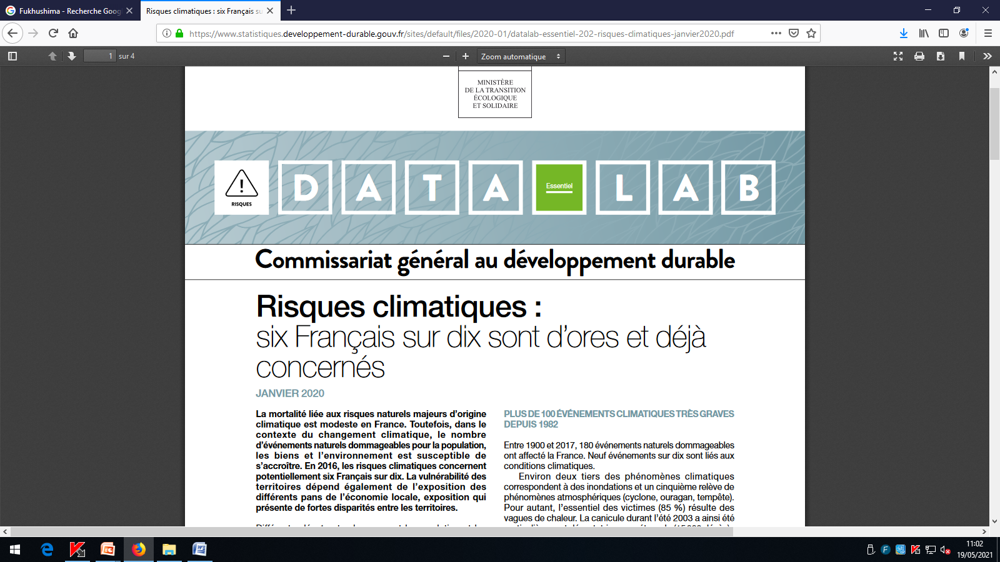 Fukhushima - Recherche Goog
Risques climatiques : six Français su
https://www.statistiques.developpement-durable.gouv.fr/sites/default/files/2020-01/datalab-essentiel-202-risques-climatiques-janvier2020.pdf
1 sur 4
Zoom automatique
MINISTÈRE
DE LA TRANSITION
ÉCOLOGIQUE
ET SOLIDAIRE
RISQUES
DATA Essentiel LAB
Commissariat général au développement durable
Risques climatiques :
six Français sur dix sont d’ores et déjà
concernés
JANVIER 2020
La mortalité liée aux risques naturels majeurs d’origine
climatique est modeste en France. Toutefois, dans le
contexte du changement climatique, le nombre
d’événements naturels dommageables pour la population,
les biens et l’environnement est susceptible de
s’accroître. En 2016, les risques climatiques concernent
potentiellement six Français sur dix. La vulnérabilité des
territoires dépend également de l’exposition des
différents pans de l’économie locale, exposition qui
présente de fortes disparités entre les territoires.
PLUS DE 100 ÉVÉNEMENTS CLIMATIQUES TRÈS GRAVES
DEPUIS 1982
Entre 1900 et 2017, 180 événements naturels dommageables
ont affecté la France. Neuf événements sur dix sont liés aux
conditions climatiques.
Environ deux tiers des phénomènes climatiques
correspondent à des inondations et un cinquième relève de
phénomènes atmosphériques (cyclone, ouragan, tempête).
Pour autant, l’essentiel des victimes (85 %) résulte des
vagues de chaleur. La canicule durant l’été 2003 a ainsi été
11:02
19/05/2021